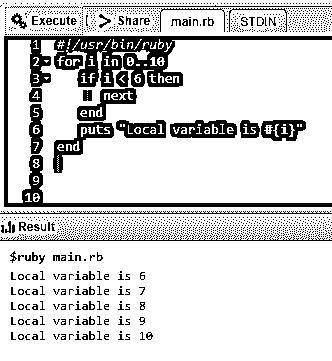 Execute > Share main.rb STDIN
1 #!/usr/bin/ruby
2 for i in 0..10
3 if i < 6 then
4 next
5 end
6 puts "Local variable is #{i}"
7 end
8
9
10
Result
$ruby main.rb
Local variable is 6
Local variable is 7
Local variable is 8
Local variable is 9
Local variable is 10